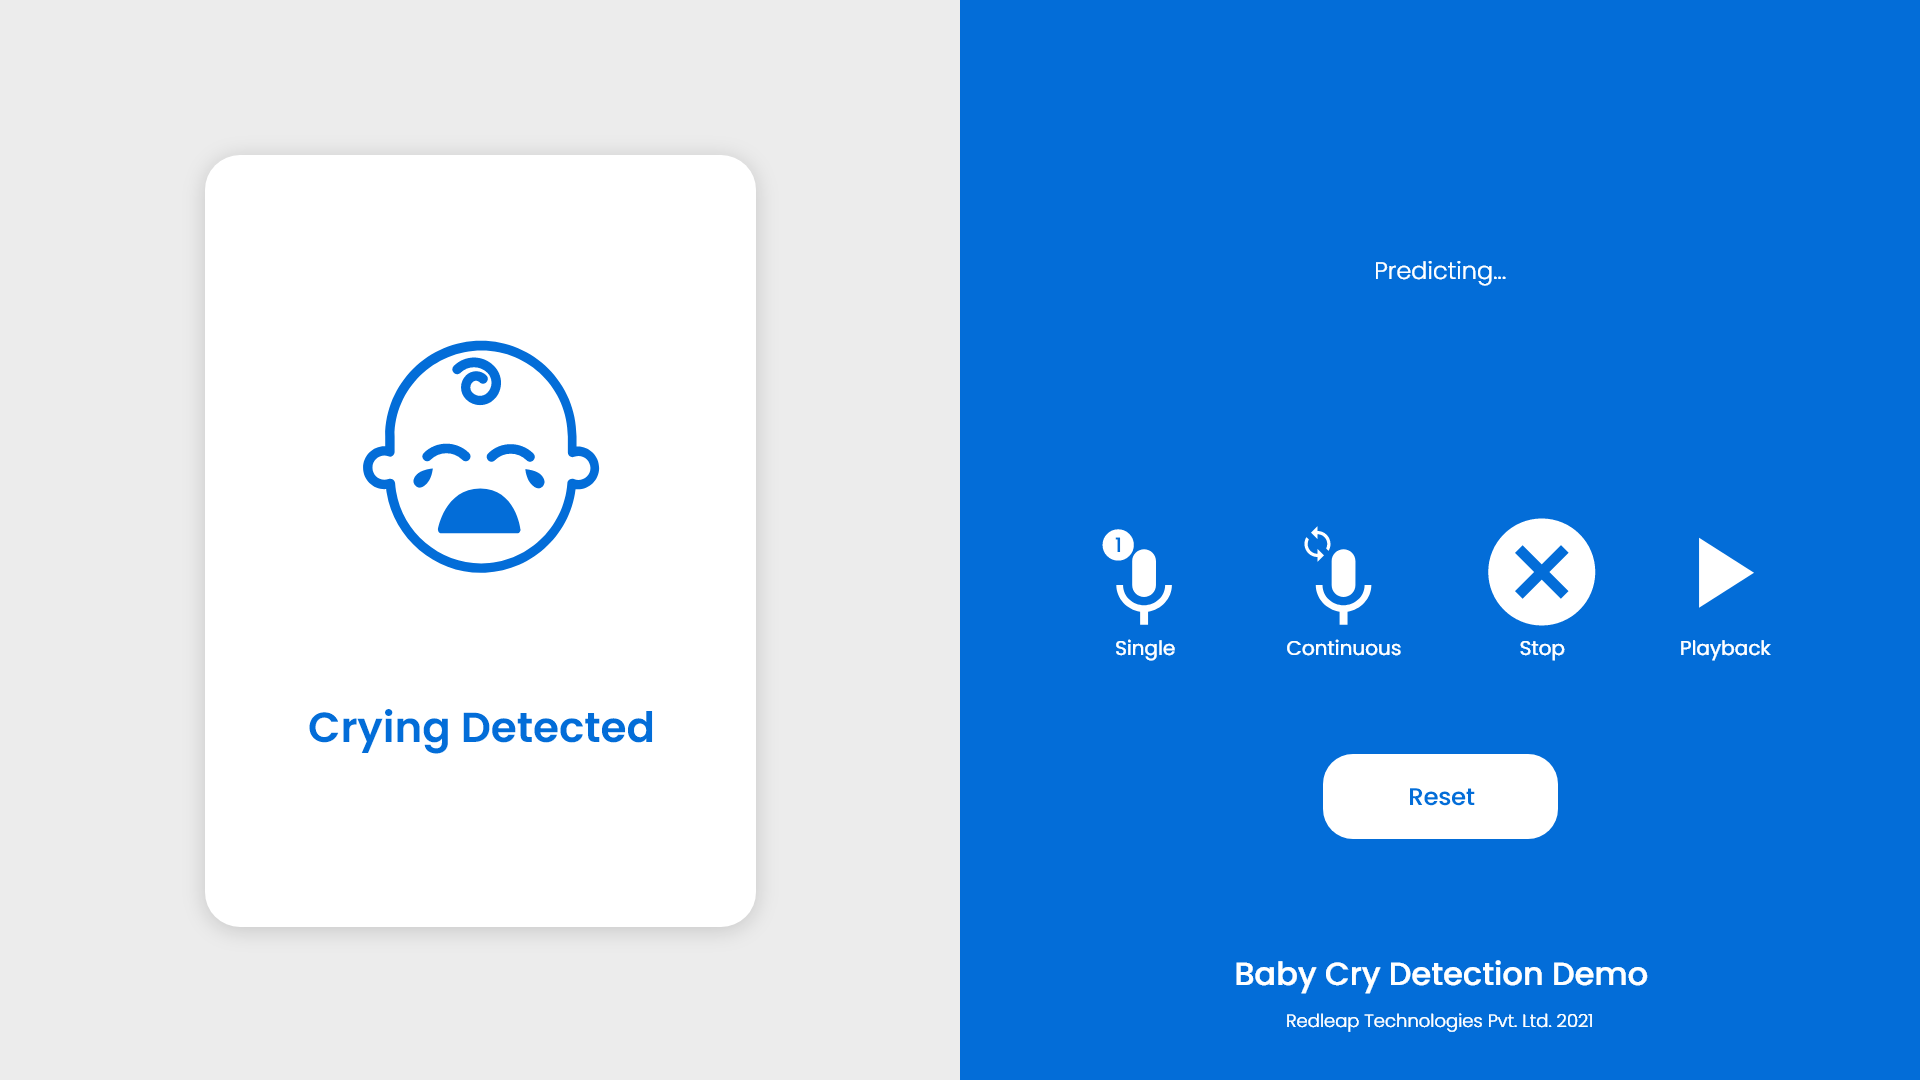 Crying Detected
Predicting...
1
Single
Continuous
Stop
Playback
Reset
Baby Cry Detection Demo
Redleap Technologies Pvt. Ltd. 2021